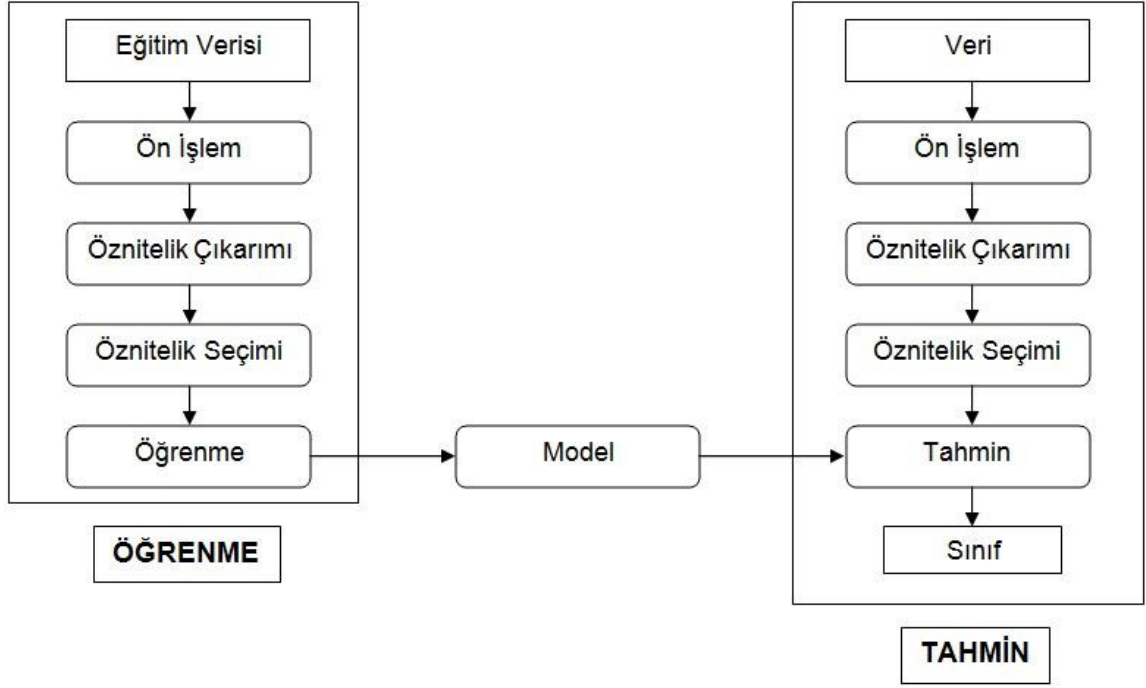 Eğitim Verisi
Ön İşlem
Öznitelik Çıkarımı
Öznitelik Seçimi
Öğrenme
ÖĞRENME
Model
Veri
Ön İşlem
Öznitelik Çıkarımı
Öznitelik Seçimi
Tahmin
Sınıf
TAHMİN